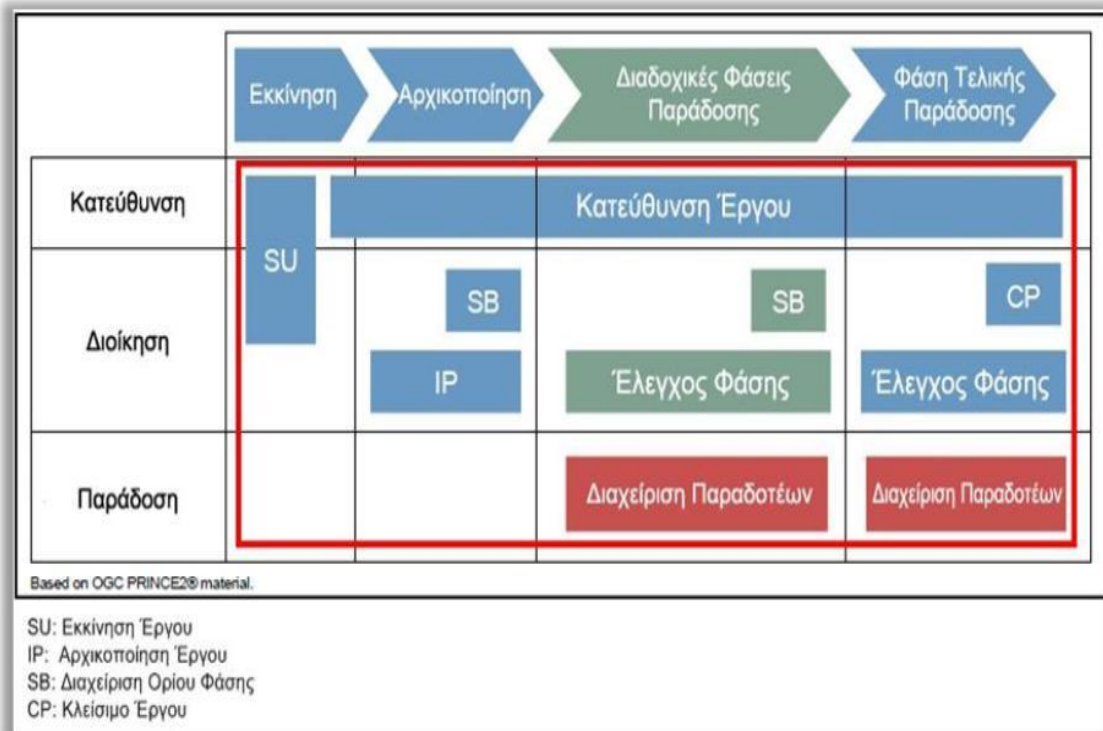 Εκκίνηση
Αρχικοποίηση
Διαδοχικές Φάσεις
Παράδοσης
Φάση Τελικής
Παράδοσης
Κατεύθυνση
Κατεύθυνση Έργου
SU
Διοίκηση
SB
SB
CP
IP
Έλεγχος Φάσης
Έλεγχος Φάσης
Παράδοση
Διαχείριση Παραδοτέων
Διαχείριση Παραδοτέων
Based on OGC PRINCE2® material.
SU: Εκκίνηση Έργου
IP: Αρχικοποίηση Έργου
SB: Διαχείριση Ορίου Φάσης
CP: Κλείσιμο Έργου